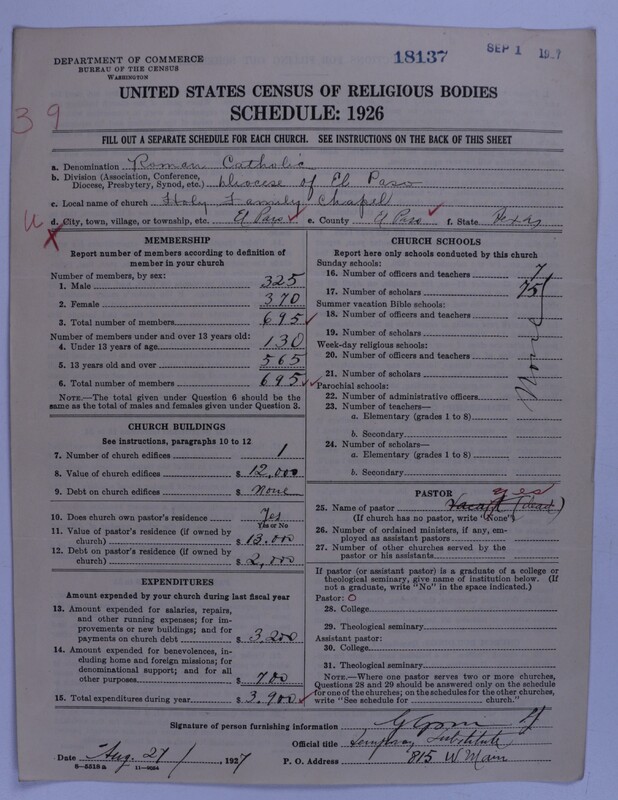 DEPARTMENT OF COMMERCE
BUREAU OF THE CENSUS
WASHINGTON
18137
SEP 1 192
UNITED STATES CENSUS OF RELIGIOUS BODIES
SCHEDULE: 1926
39
FILL OUT A SEPARATE SCHEDULE FOR EACH CHURCH. SEE INSTRUCTIONS ON THE BACK OF THIS SHEET
a. Denomination Roman Catholic
b. Division (Association, Conference, Diocese, Presbytery, Synod, etc.) Diocese of El Paso
c. Local name of church Holy Family Chapel
d. City, town, village, or township, etc. El Paso e. County El Paso f. State Texas
MEMBERSHIP
Report number of members according to definition of
member in your church
Number of members, by sex:
1. Male 325
2. Female 370
3. Total number of members 695
Number of members under and over 13 years old:
4. Under 13 years of age 130
5. 13 years old and over 565
6. Total number of members 695
NOTE.—The total given under Question 6 should be
same as the total of males and females given under Question 3.
CHURCH BUILDINGS
See instructions, paragraphs 10 to 12
7. Number of church edifices 1
8. Value of church edifices $ 12,000
9. Debt on church edifices $ None
10. Does church own pastor's residence Yes
Yes or No
11. Value of pastor's residence (if owned by
church) $ 13.00
12. Debt on pastor's residence (if owned by
church) $ 2,000
EXPENDITURES
Amount expended by your church during last fiscal year
13. Amount expended for salaries, repairs,
and other running expenses; for im-
provements or new buildings; and for
payments on church debt $ 3,200
14. Amount expended for benevolences, in-
cluding home and foreign missions; for
denominational support; and for all
other purposes $ 700
15. Total expenditures during year $ 3,900
CHURCH SCHOOLS
Report here only schools conducted by this church
Sunday schools:
16. Number of officers and teachers 7
17. Number of scholars 75
Summer vacation Bible schools:
18. Number of officers and teachers
19. Number of scholars
Week-day religious schools:
20. Number of officers and teachers
21. Number of scholars
None
Parochial schools:
22. Number of administrative officers
23. Number of teachers—
a. Elementary (grades 1 to 8)
b. Secondary
24. Number of scholars—
a. Elementary (grades 1 to 8)
b. Secondary
PASTOR
yes
25. Name of pastor Vacant (dead)
(If church has no pastor, write "None")
26. Number of ordained ministers, if any, em-
ployed as assistant pastors
27. Number of other churches served by the
pastor or his assistants
If pastor (or assistant pastor) is a graduate of a college or
theological seminary, give name of institution below. (If
not a graduate, write "No" in the space indicated.)
Pastor: O
28. College
29. Theological seminary
Assistant pastor:
30. College
31. Theological seminary
NOTE.—Where one pastor serves two or more churches,
Questions 28 and 29 should be answered only on the schedule
for one of the churches; on the schedules for the other churches,
write "See schedule for church."
Signature of person furnishing information
Official title Temporary Substitute
Date Aug. 27, 1927 P. O. Address 815 W Main
8—5518a 11—4064